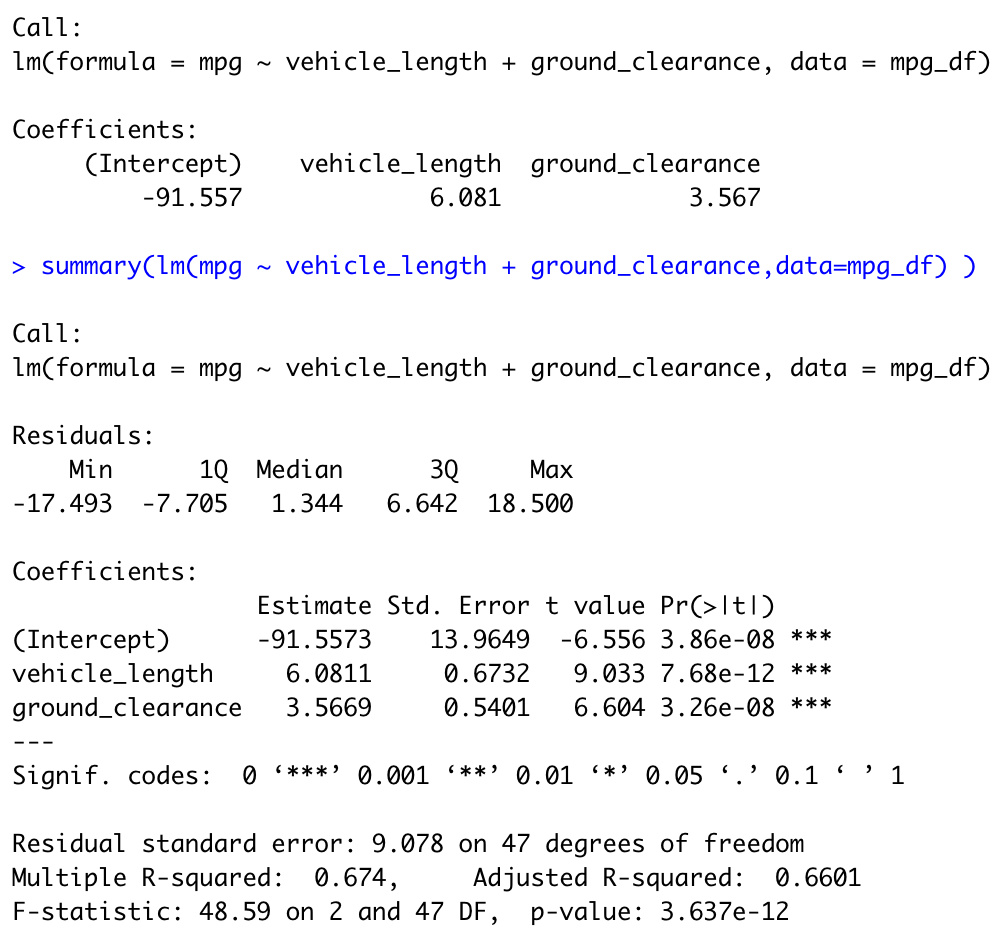 Call:
lm(formula = mpg ~ vehicle_length + ground_clearance, data = mpg_df)
Coefficients:
(Intercept) vehicle_length ground_clearance
-91.557 6.081 3.567
> summary(lm(mpg ~ vehicle_length + ground_clearance,data=mpg_df) )
Call:
lm(formula = mpg ~ vehicle_length + ground_clearance, data = mpg_df)
Residuals:
Min 1Q Median 3Q Max
-17.493 -7.705 1.344 6.642 18.500
Coefficients:
Estimate Std. Error t value Pr(>|t|)
(Intercept) -91.5573 13.9649 -6.556 3.86e-08 ***
vehicle_length 6.0811 0.6732 9.033 7.68e-12 ***
ground_clearance 3.5669 0.5401 6.604 3.26e-08 ***
---
Signif. codes: 0 ‘***’ 0.001 ‘**’ 0.01 ‘*’ 0.05 ‘.’ 0.1 ‘ ’ 1
Residual standard error: 9.078 on 47 degrees of freedom
Multiple R-squared: 0.674, Adjusted R-squared: 0.6601
F-statistic: 48.59 on 2 and 47 DF, p-value: 3.637e-12